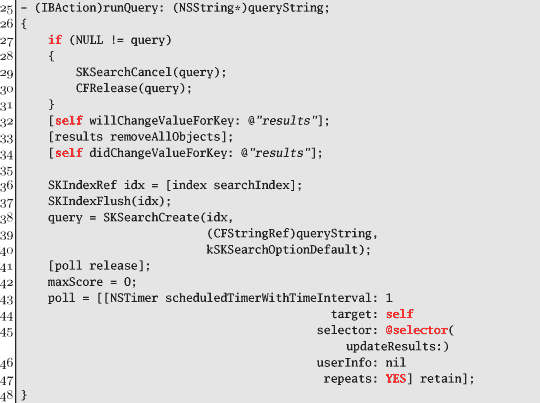 25 - (IBAction)runQuery: (NSString*)queryString;
26 {
27     if (NULL != query)
28     {
29         SKSearchCancel(query);
30         CFRelease(query);
31     }
32     [self willChangeValueForKey: @"results"];
33     [results removeAllObjects];
34     [self didChangeValueForKey: @"results"];
35
36     SKIndexRef idx = [index searchIndex];
37     SKIndexFlush(idx);
38     query = SKSearchCreate(idx,
39                            (CFStringRef)queryString,
40                            kSKSearchOptionDefault);
41     [poll release];
42     maxScore = 0;
43     poll = [[NSTimer scheduledTimerWithTimeInterval: 1
44                                              target: self
45                                            selector: @selector(
                                                updateResults:)
46                                            userInfo: nil
47                                             repeats: YES] retain];
48 }